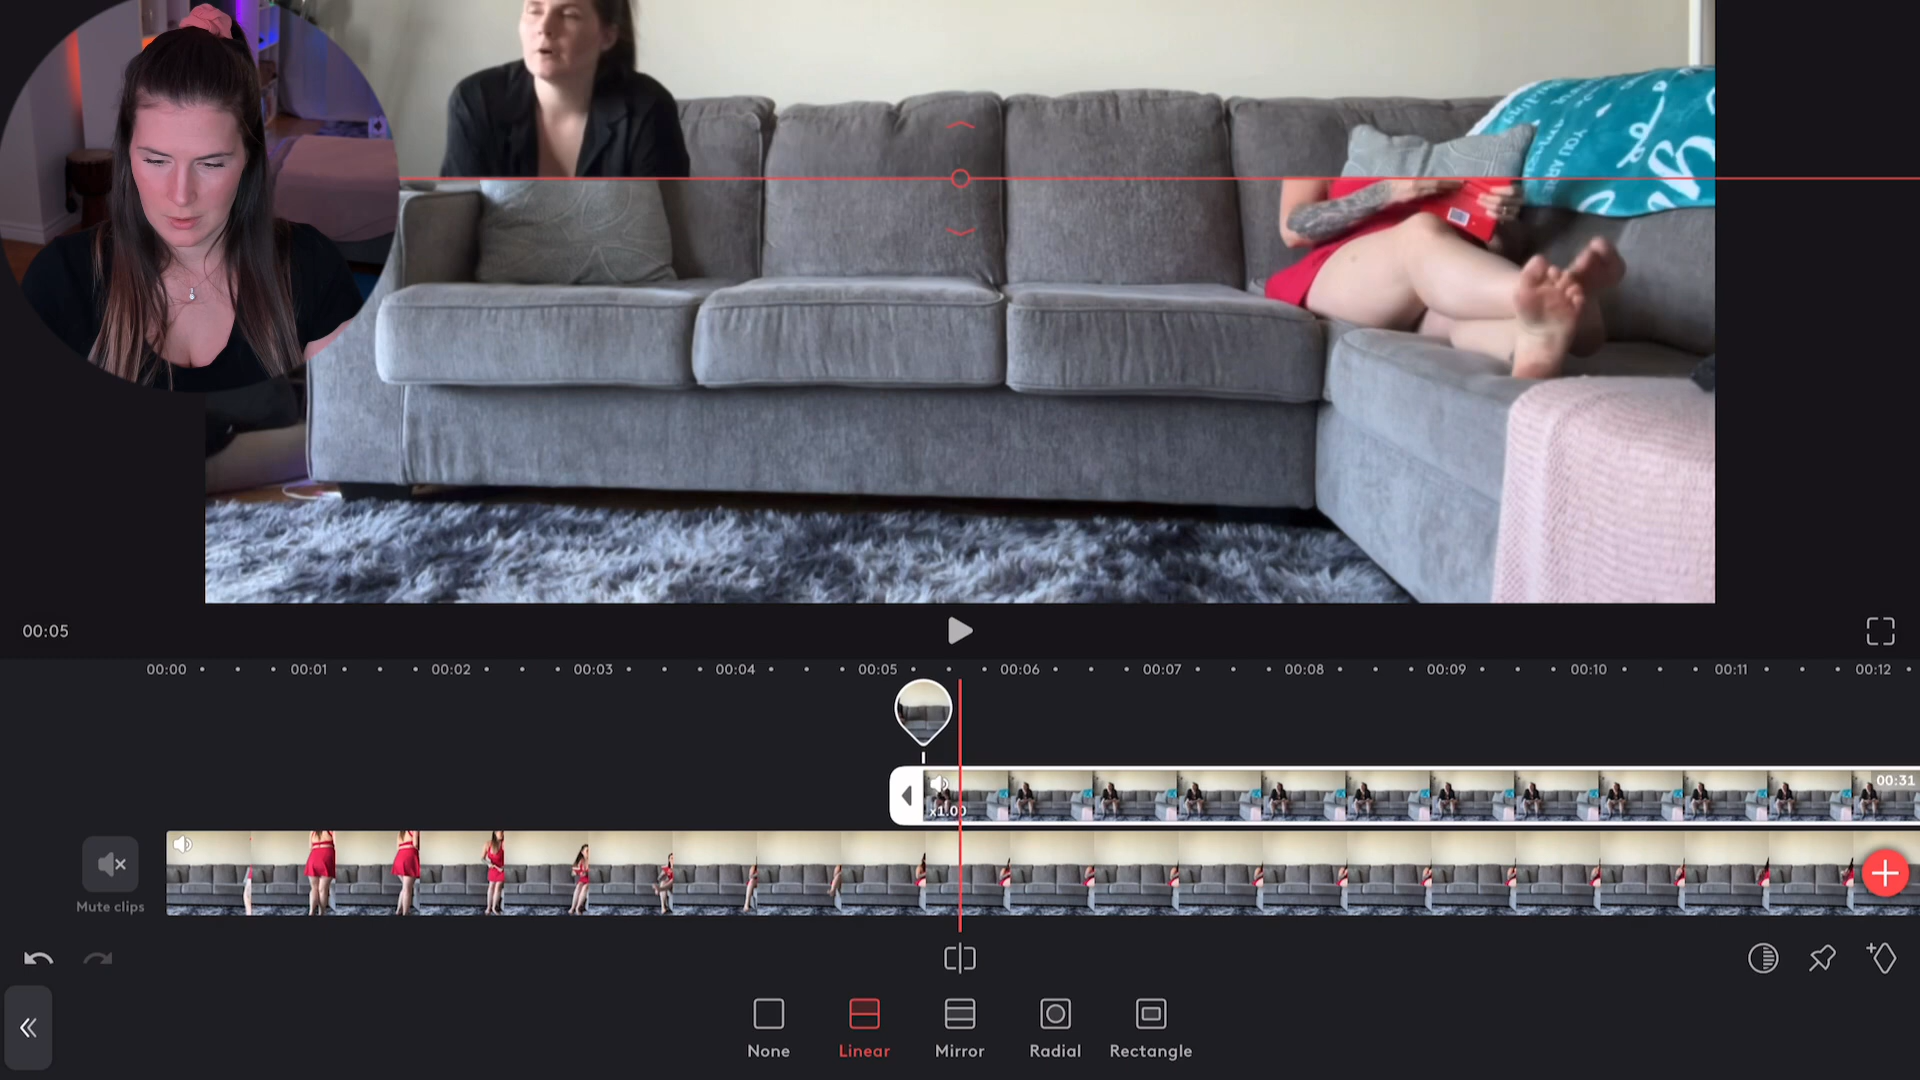 YOU ARE
00:05
00:00
00:01
00:02
00:03
00:04
00:05
00:06
00:07
00:08
00:09
00:10
00:11
00:12
00:31
x1.00
Mute clips
None
Linear
Mirror
Radial
Rectangle